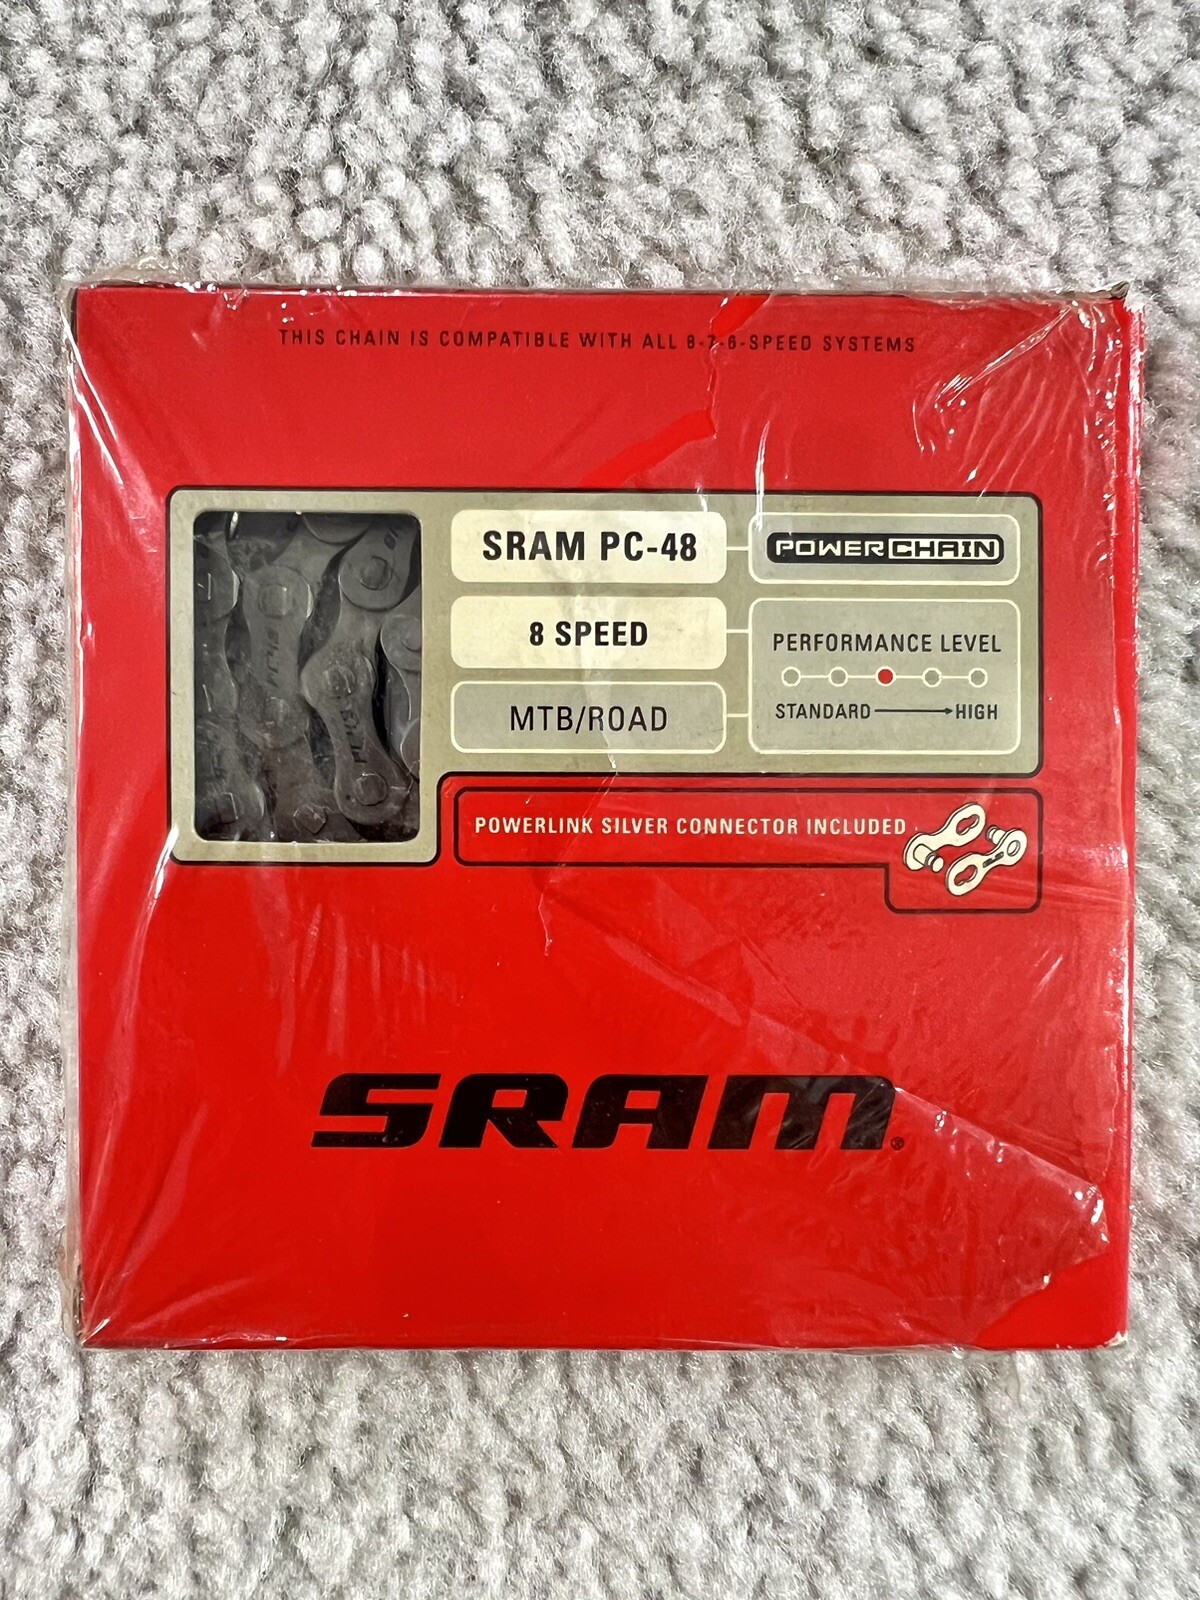 THIS CHAIN IS COMPATIBLE WITH ALL 8-7-6-SPEED SYSTEMS
SRAM PC-48
POWERCHAIN
8 SPEED
PERFORMANCE LEVEL
STANDARD
HIGH
MTB/ROAD
POWERLINK SILVER CONNECTOR INCLUDED
SRAM®